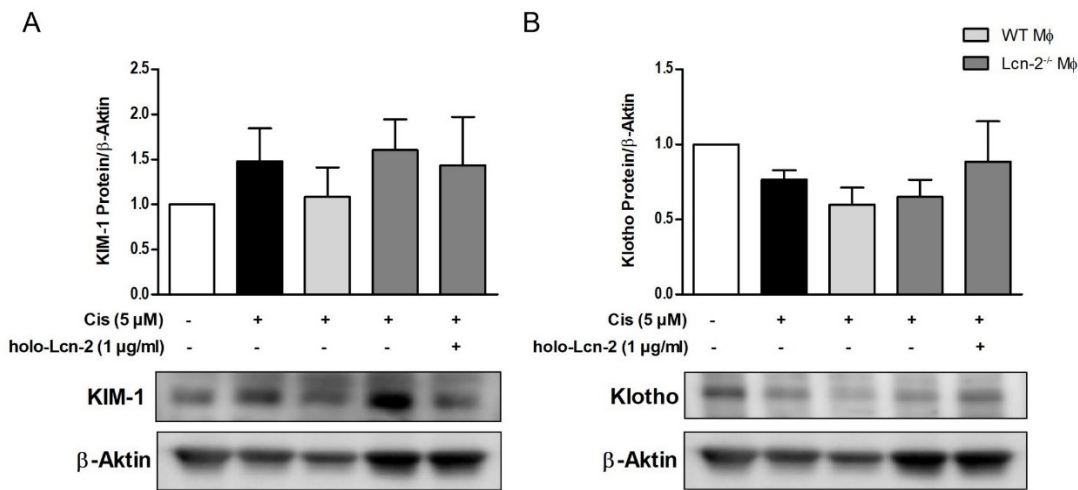 A
KIM-1 Protein/β-Aktin
2.5
2.0
1.5
1.0
0.5
0.0
Cis (5 µM) - + + + +
holo-Lcn-2 (1 µg/ml) - - - - +
KIM-1
β-Aktin
B
WT Mϕ
Lcn-2-/- Mϕ
Klotho Protein/β-Aktin
1.5
1.0
0.5
0.0
Cis (5 µM) - + + + +
holo-Lcn-2 (1 µg/ml) - - - - +
Klotho
β-Aktin